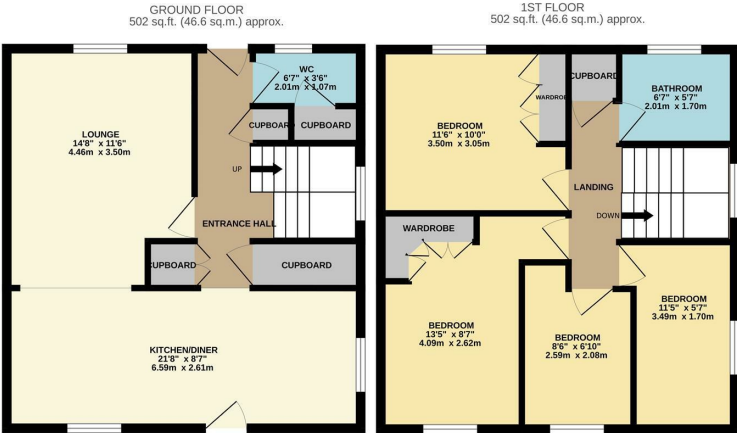 GROUND FLOOR
502 sq.ft. (46.6 sq.m.) approx.
WC
6'7" x 3'6"
2.01m x 1.07m
LOUNGE
14'8" x 11'6"
4.46m x 3.50m
CUPBOARD
CUPBOARD
UP
ENTRANCE HALL
CUPBOARD
CUPBOARD
KITCHEN/DINER
21'8" x 8'7"
6.59m x 2.61m
1ST FLOOR
502 sq.ft. (46.6 sq.m.) approx.
CUPBOARD
BATHROOM
6'7" x 5'7"
2.01m x 1.70m
WARDROBE
BEDROOM
11'6" x 10'0"
3.50m x 3.05m
LANDING
DOWN
WARDROBE
BEDROOM
11'5" x 5'7"
3.49m x 1.70m
BEDROOM
13'5" x 8'7"
4.09m x 2.62m
BEDROOM
8'6" x 6'10"
2.59m x 2.08m